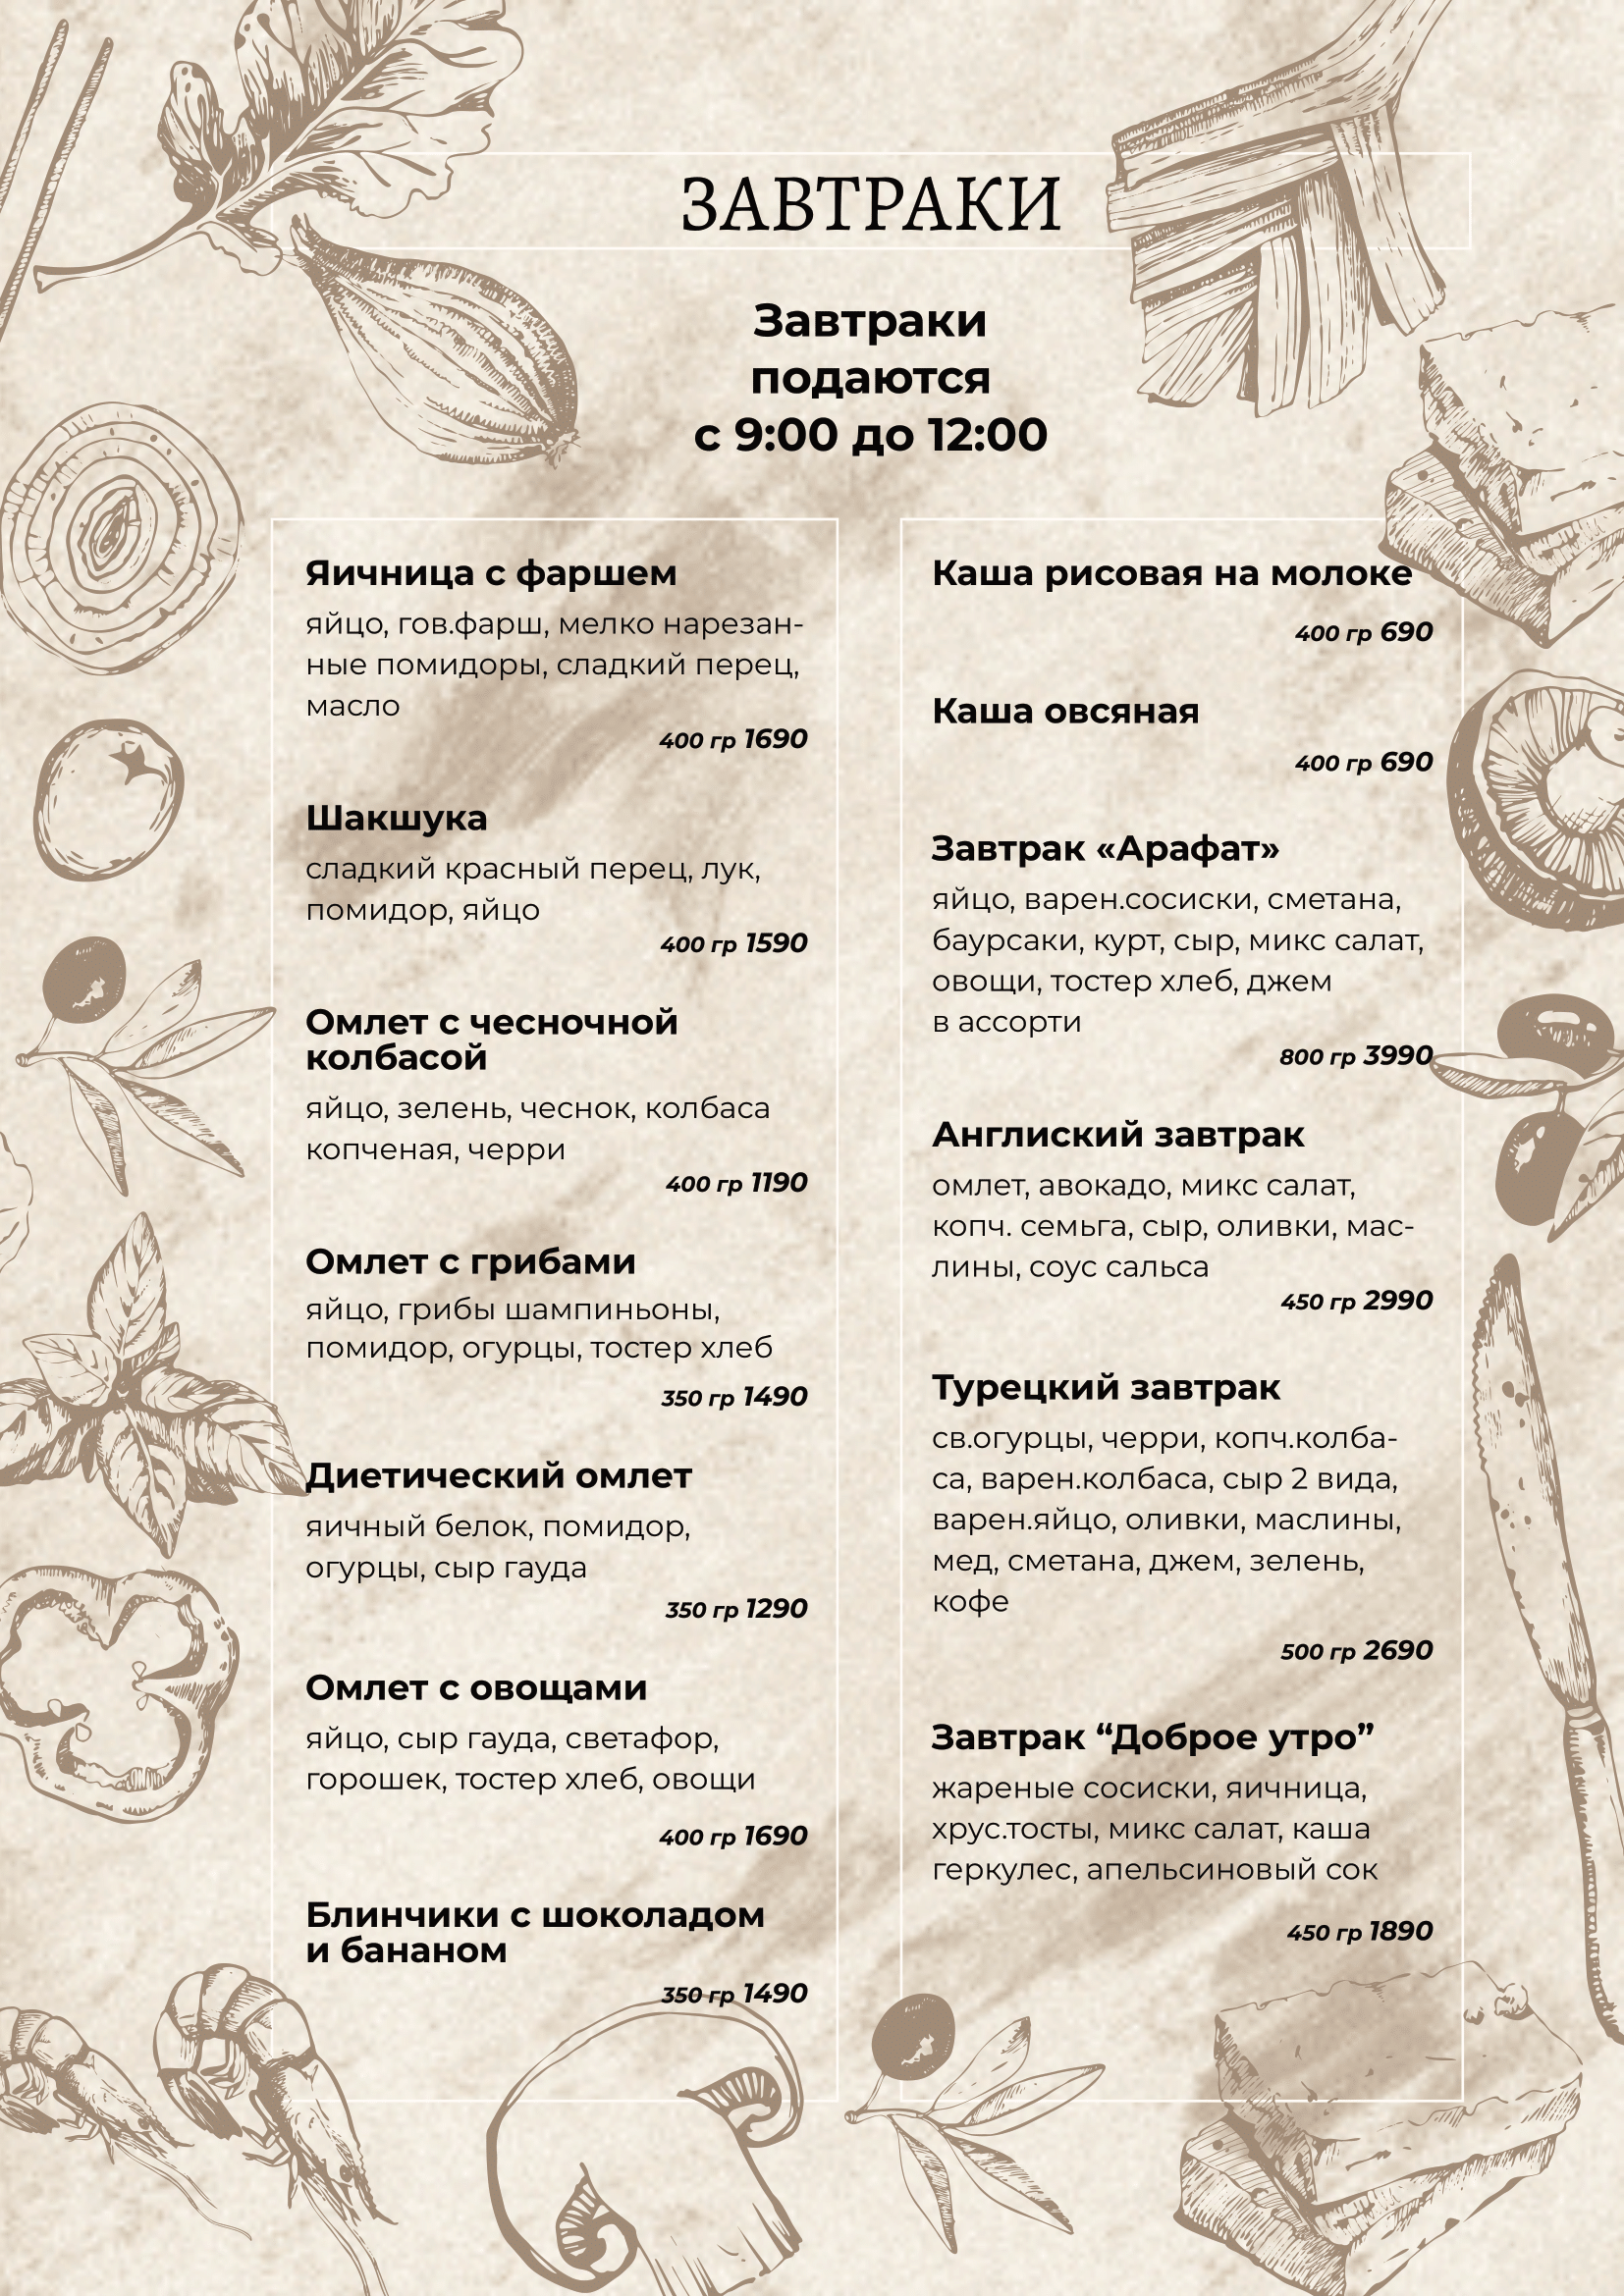 ЗАВТРАКИ
Завтраки
подаются
с 9:00 до 12:00
Яичница с фаршем
яйцо, гов.фарш, мелко нарезан-
ные помидоры, сладкий перец,
масло
400 гр 1690
Шакшука
сладкий красный перец, лук,
помидор, яйцо
400 гр 1590
Омлет с чесночной
колбасой
яйцо, зелень, чеснок, колбаса
копченая, черри
400 гр 1190
Омлет с грибами
яйцо, грибы шампиньоны,
помидор, огурцы, тостер хлеб
350 гр 1490
Диетический омлет
яичный белок, помидор,
огурцы, сыр гауда
350 гр 1290
Омлет с овощами
яйцо, сыр гауда, светафор,
горошек, тостер хлеб, овощи
400 гр 1690
Блинчики с шоколадом
и бананом
350 гр 1490
Каша рисовая на молоке
400 гр 690
Каша овсяная
400 гр 690
Завтрак «Арафат»
яйцо, варен.сосиски, сметана,
баурсаки, курт, сыр, микс салат,
овощи, тостер хлеб, джем
в ассорти
800 гр 3990
Англиский завтрак
омлет, авокадо, микс салат,
копч. семьга, сыр, оливки, мас-
лины, соус сальса
450 гр 2990
Турецкий завтрак
св.огурцы, черри, копч.колба-
са, варен.колбаса, сыр 2 вида,
варен.яйцо, оливки, маслины,
мед, сметана, джем, зелень,
кофе
500 гр 2690
Завтрак “Доброе утро”
жареные сосиски, яичница,
хрус.тосты, микс салат, каша
геркулес, апельсиновый сок
450 гр 1890